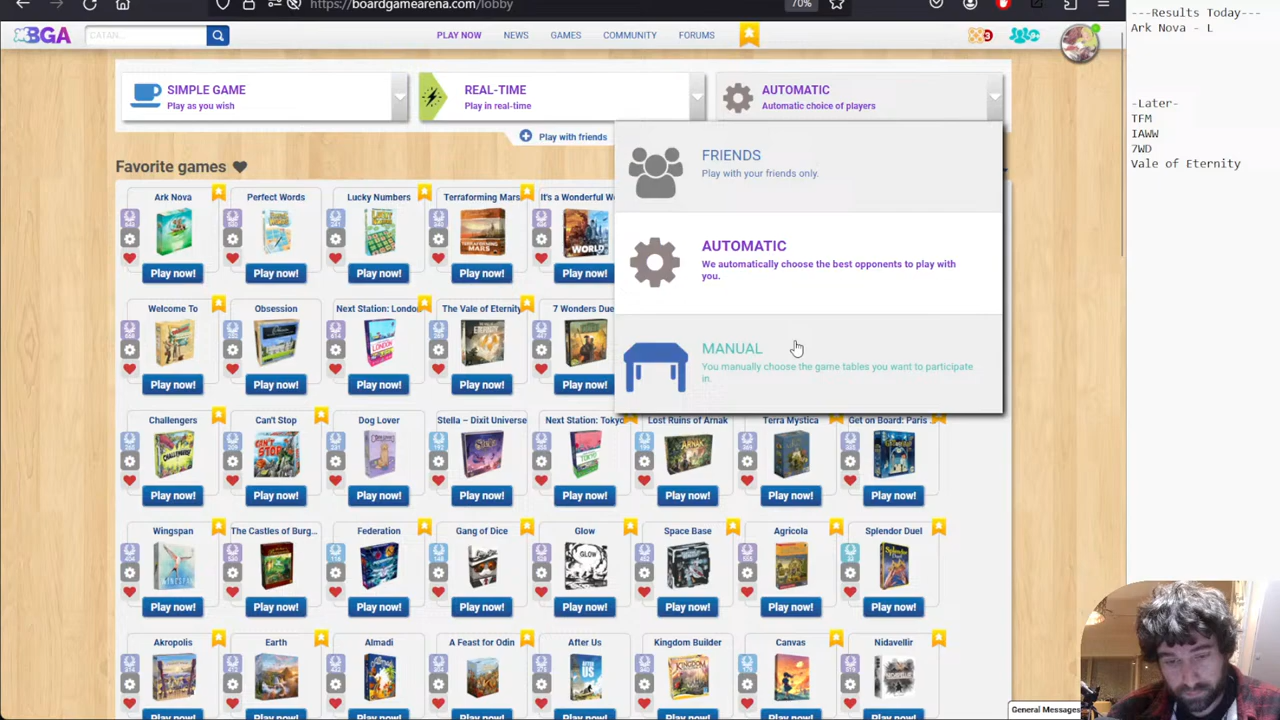 boardgamearena.com/lobby
70%
BGA
CATAN...
PLAY NOW
NEWS
GAMES
COMMUNITY
FORUMS
SIMPLE GAME
Play as you wish
REAL-TIME
Play in real-time
AUTOMATIC
Automatic choice of players
Play with friends
FRIENDS
Play with your friends only.
AUTOMATIC
We automatically choose the best opponents to play with
you.
MANUAL
You manually choose the game tables you want to participate
in.
Favorite games
Ark Nova
Perfect Words
Lucky Numbers
Terraforming Mars
It's a Wonderful W
Play now!
Play now!
Play now!
Play now!
Play now!
Welcome To
Obsession
Next Station: London
The Vale of Eternity
7 Wonders Due
Play now!
Play now!
Play now!
Play now!
Play now!
Challengers
Can't Stop
Dog Lover
Stella – Dixit Universe
Next Station: Tokyo
Lost Ruins of Arnak
Terra Mystica
Get on Board: Paris ...
Play now!
Play now!
Play now!
Play now!
Play now!
Play now!
Play now!
Play now!
Wingspan
The Castles of Burg...
Federation
Gang of Dice
Glow
Space Base
Agricola
Splendor Duel
Play now!
Play now!
Play now!
Play now!
Play now!
Play now!
Play now!
Play now!
Akropolis
Earth
Almadi
A Feast for Odin
After Us
Kingdom Builder
Canvas
Nidavellir
General Messages
---Results Today---
Ark Nova - L
-Later-
TFM
IAWW
7WD
Vale of Eternity